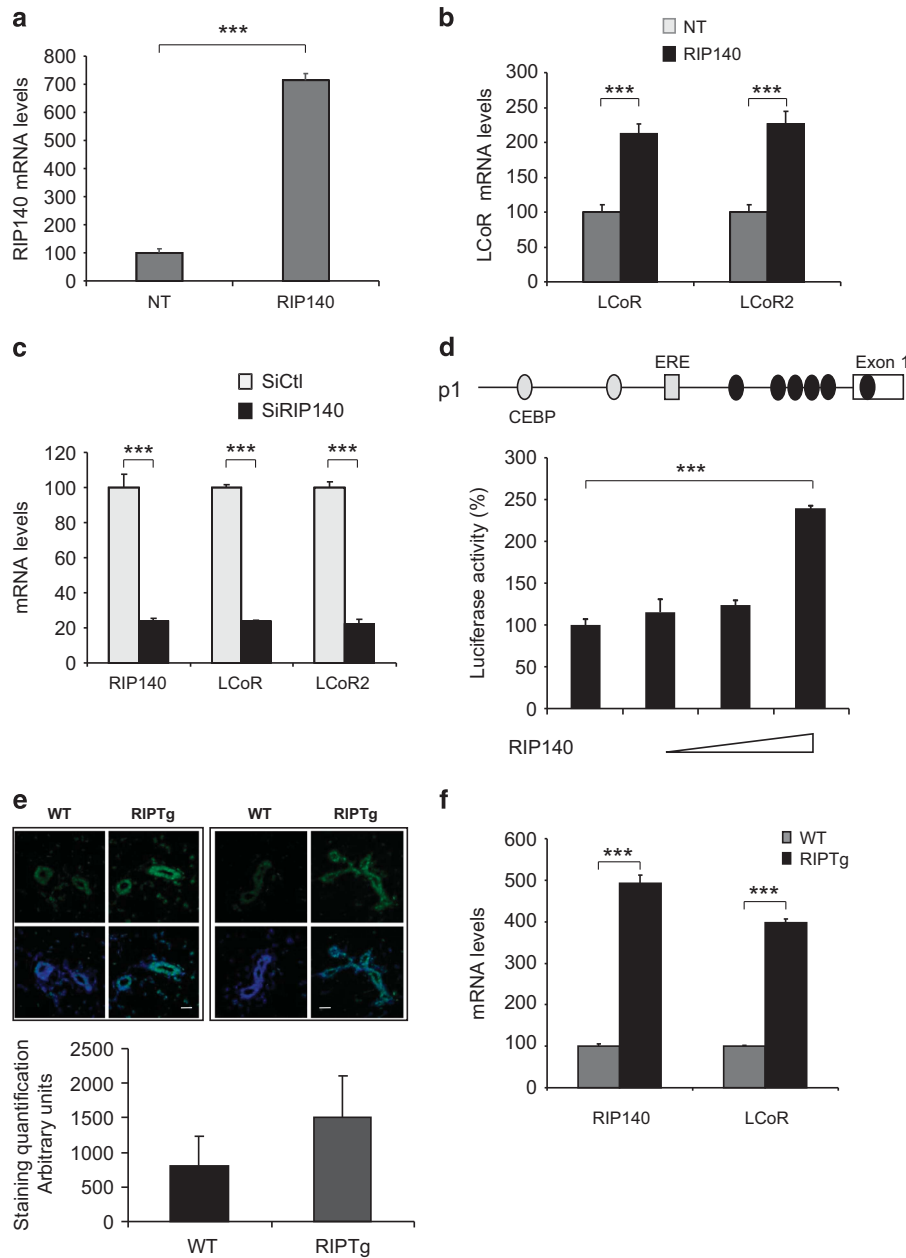 a
***
800
700
600
500
400
300
200
100
0
RIP140 mRNA levels
NT
RIP140
b
NT
RIP140
300
250
200
150
100
50
0
LCoR mRNA levels
***
***
LCoR
LCoR2
c
SiCtl
SiRIP140
120
100
80
60
40
20
0
mRNA levels
***
***
***
RIP140
LCoR
LCoR2
d
p1
CEBP
ERE
Exon 1
300
250
200
150
100
50
0
Luciferase activity (%)
***
RIP140
e
WT
RIPTg
WT
RIPTg
2500
2000
1500
1000
500
0
Staining quantification
Arbitrary units
WT
RIPTg
f
WT
RIPTg
600
500
400
300
200
100
0
mRNA levels
***
***
RIP140
LCoR